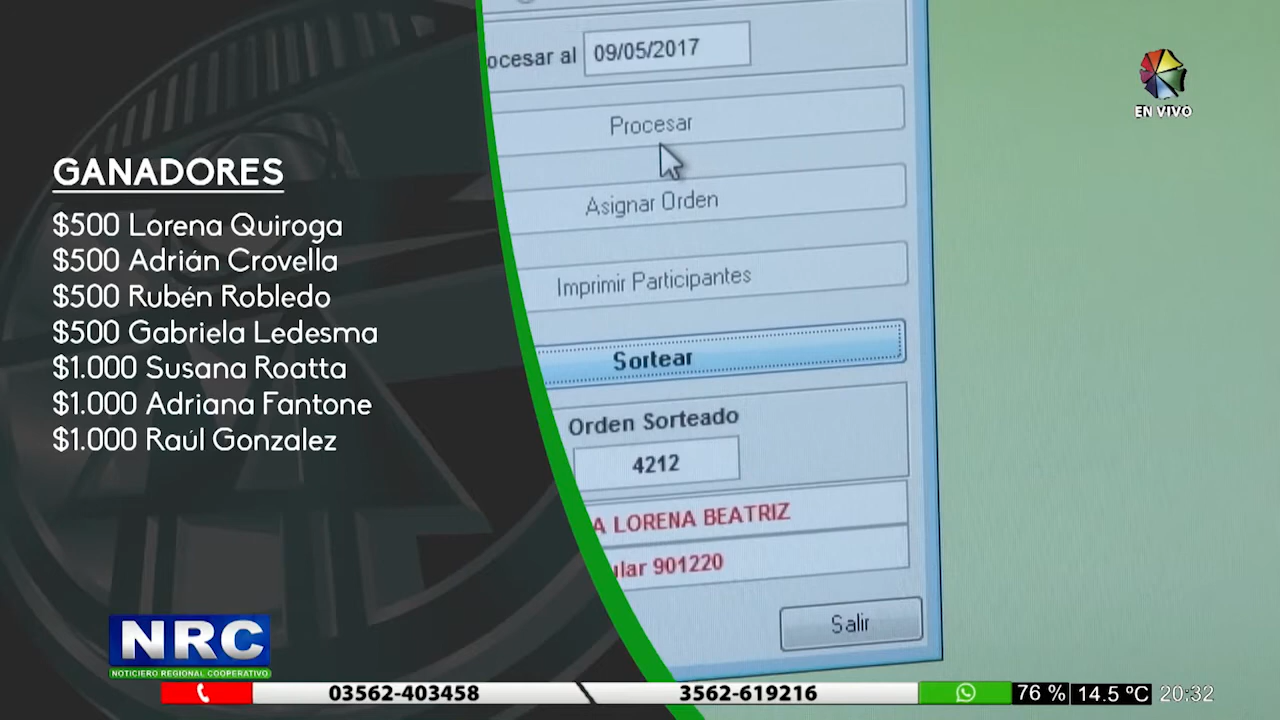 GANADORES
$500 Lorena Quiroga
$500 Adrián Crovella
$500 Rubén Robledo
$500 Gabriela Ledesma
$1.000 Susana Roatta
$1.000 Adriana Fantone
$1.000 Raúl Gonzalez
ocesar al 09/05/2017
Procesar
Asignar Orden
Imprimir Participantes
Sortear
Orden Sorteado
4212
A LORENA BEATRIZ
ular 901220
Salir
EN VIVO
NRC
NOTICIERO REGIONAL COOPERATIVO
03562-403458 3562-619216 76 % 14.5 ºC 20:32